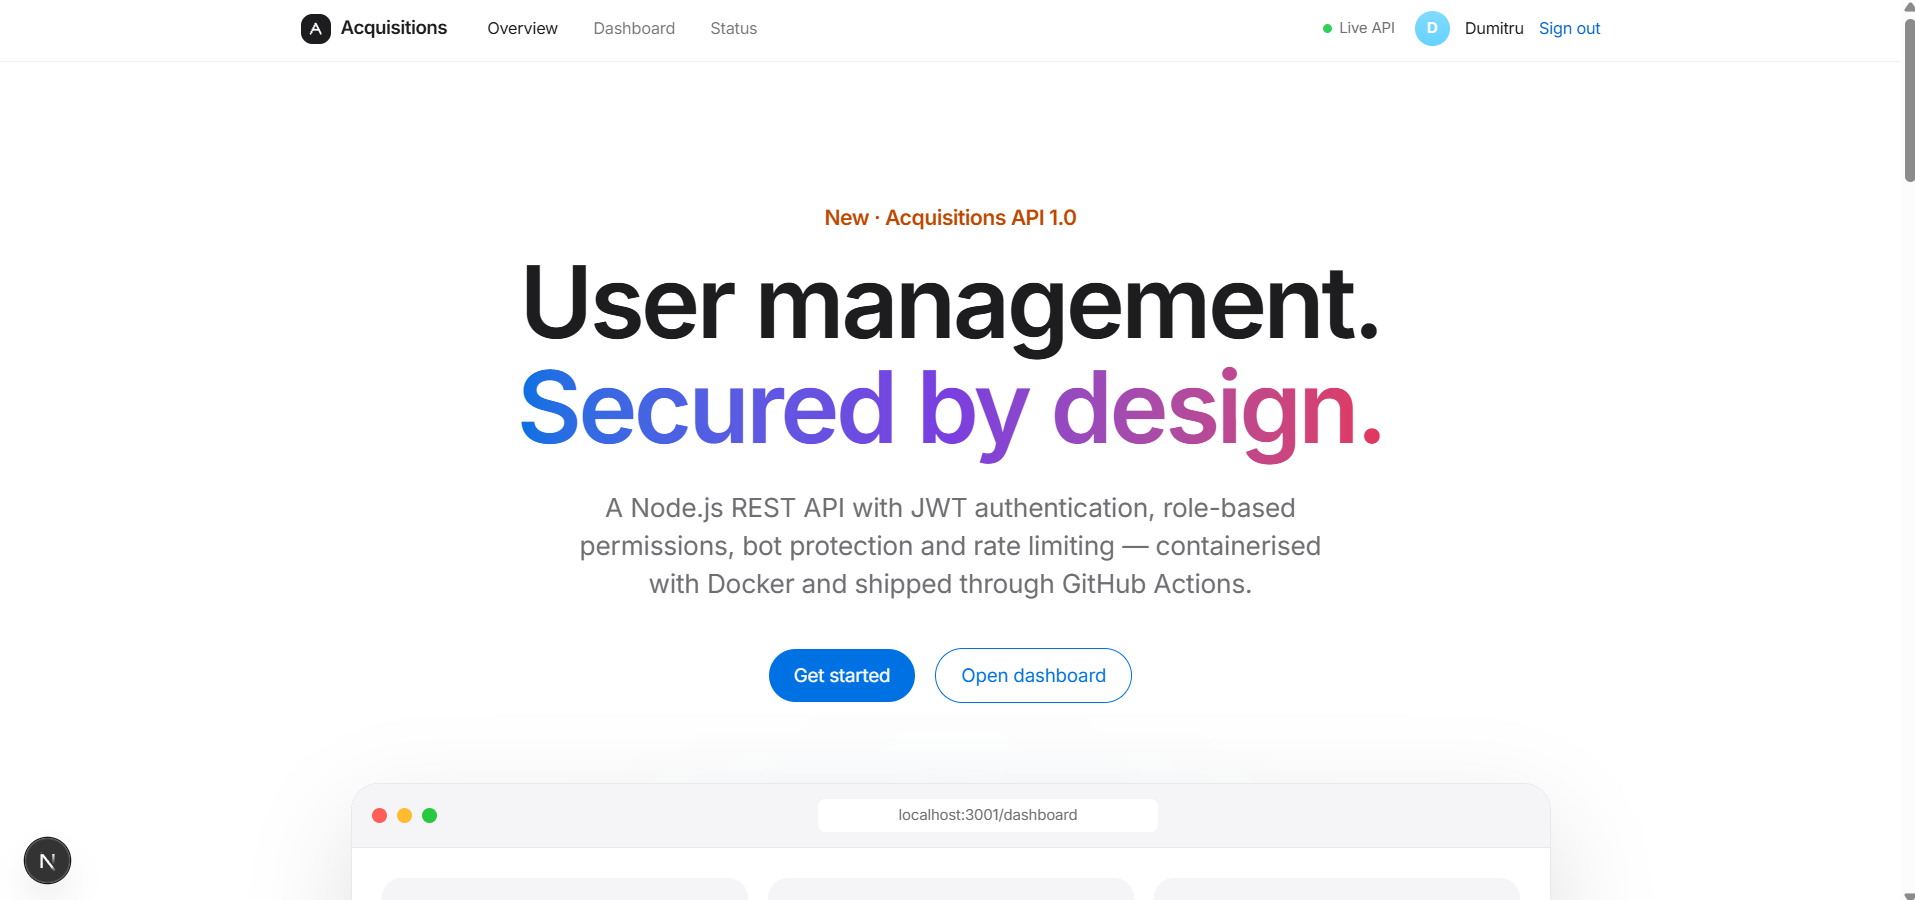 A Acquisitions Overview Dashboard Status Live API D Dumitru Sign out
New · Acquisitions API 1.0
User management.
Secured by design.
A Node.js REST API with JWT authentication, role-based
permissions, bot protection and rate limiting — containerised
with Docker and shipped through GitHub Actions.
Get started Open dashboard
localhost:3001/dashboard
N